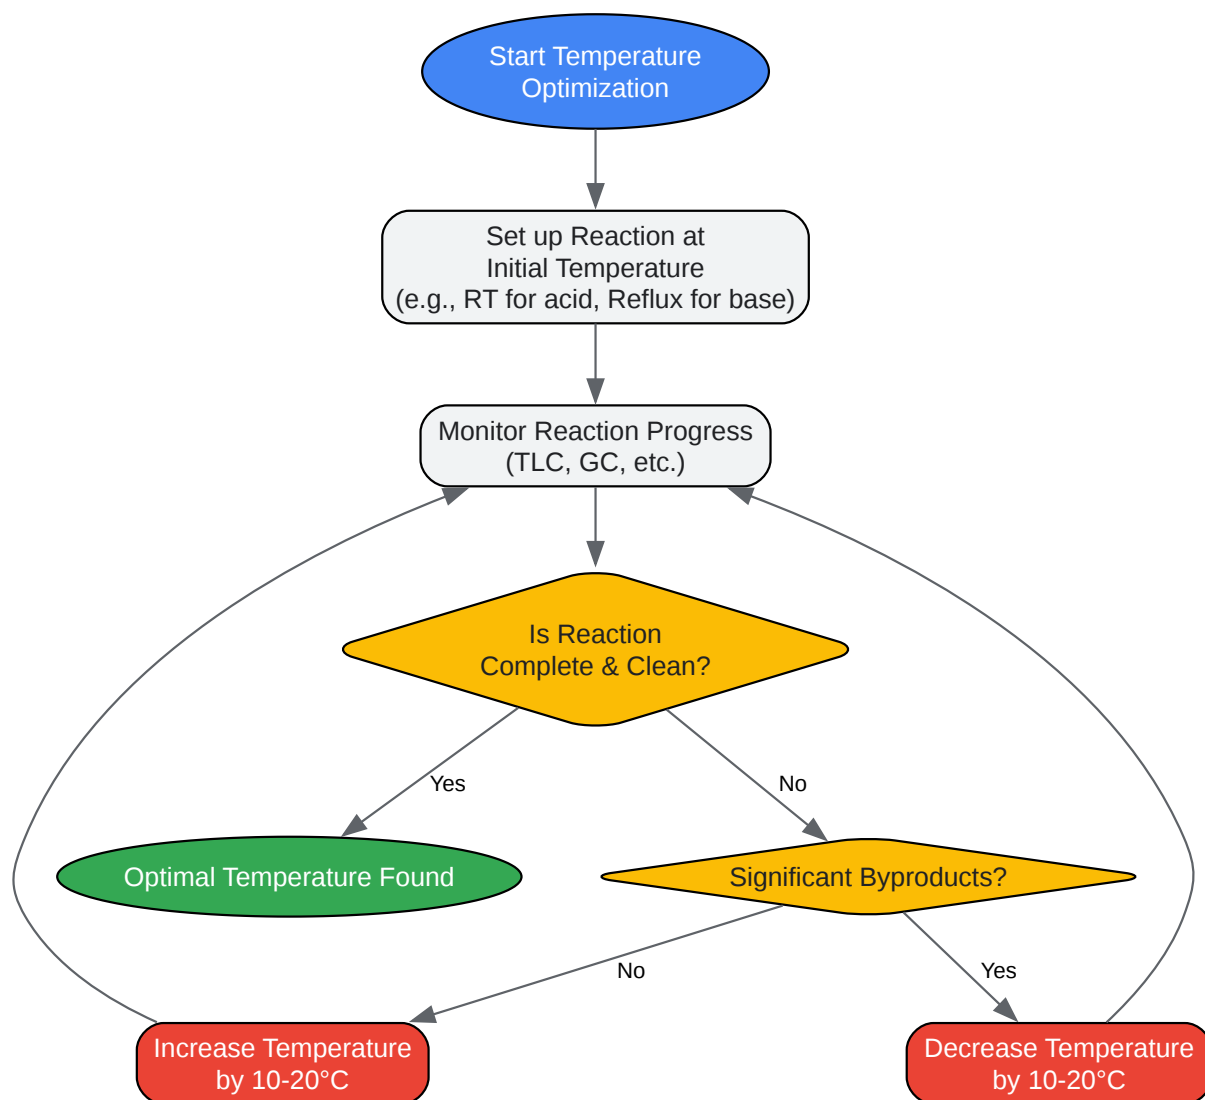 Start Temperature
Optimization
Set up Reaction at
Initial Temperature
(e.g., RT for acid, Reflux for base)
Monitor Reaction Progress
(TLC, GC, etc.)
Is Reaction
Complete & Clean?
Yes
No
Optimal Temperature Found
Significant Byproducts?
No
Yes
Increase Temperature
by 10-20°C
Decrease Temperature
by 10-20°C